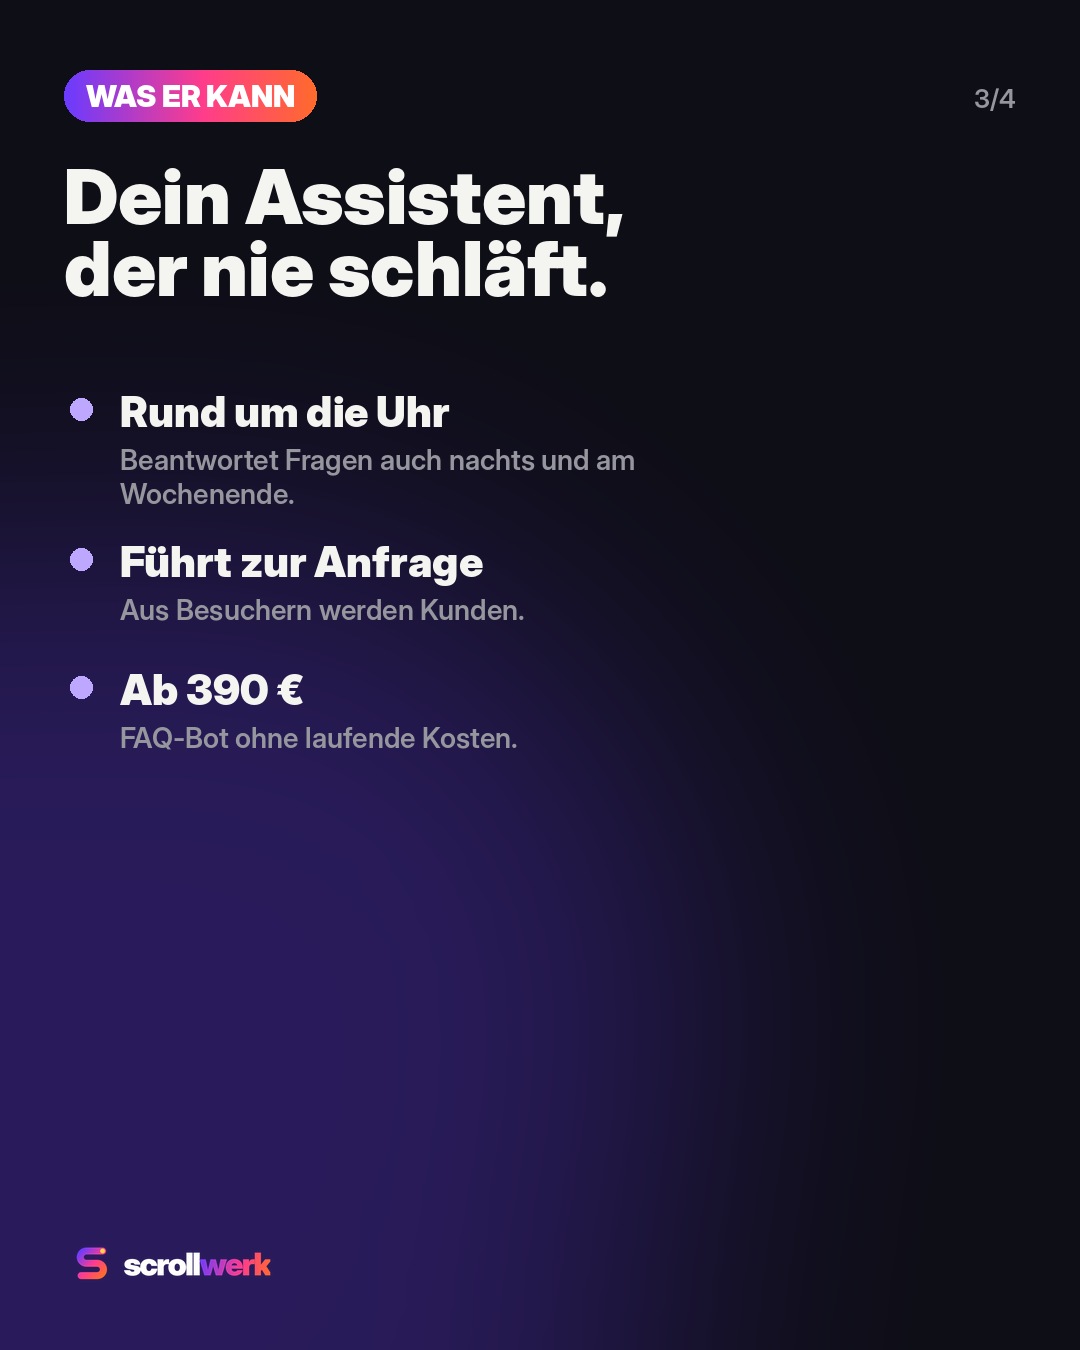 WAS ER KANN
3/4
Dein Assistent,
der nie schläft.
Rund um die Uhr
Beantwortet Fragen auch nachts und am
Wochenende.
Führt zur Anfrage
Aus Besuchern werden Kunden.
Ab 390 €
FAQ-Bot ohne laufende Kosten.
scrollwerk